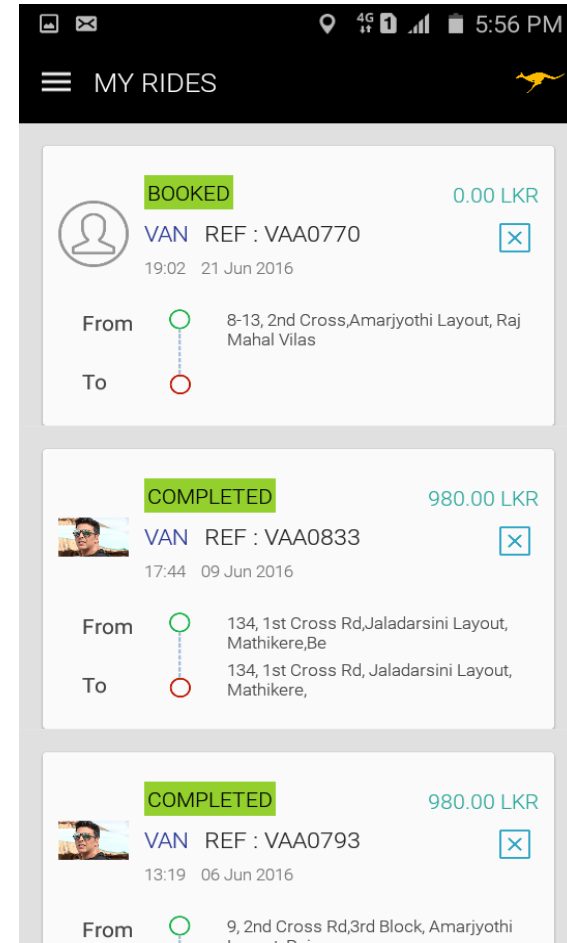 4G 1 5:56 PM
MY RIDES
BOOKED 0.00 LKR
VAN REF : VAA0770
19:02 21 Jun 2016
From 8-13, 2nd Cross,Amarjyothi Layout, Raj
Mahal Vilas
To
COMPLETED 980.00 LKR
VAN REF : VAA0833
17:44 09 Jun 2016
From 134, 1st Cross Rd,Jaladarsini Layout,
Mathikere,Be
To 134, 1st Cross Rd, Jaladarsini Layout,
Mathikere,
COMPLETED 980.00 LKR
VAN REF : VAA0793
13:19 06 Jun 2016
From 9, 2nd Cross Rd,3rd Block, Amarjyothi